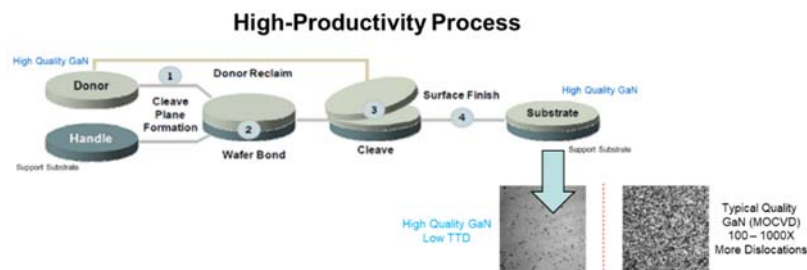 High-Productivity Process
High Quality GaN
1
Donor Reclaim
Donor
Cleave
Plane
Formation
Handle
Support Substrate
2
Wafer Bond
3
Cleave
Surface Finish
4
High Quality GaN
Substrate
Support Substrate
High Quality GaN
Low TTD
Typical Quality
GaN (MOCVD)
100 – 1000X
More Dislocations